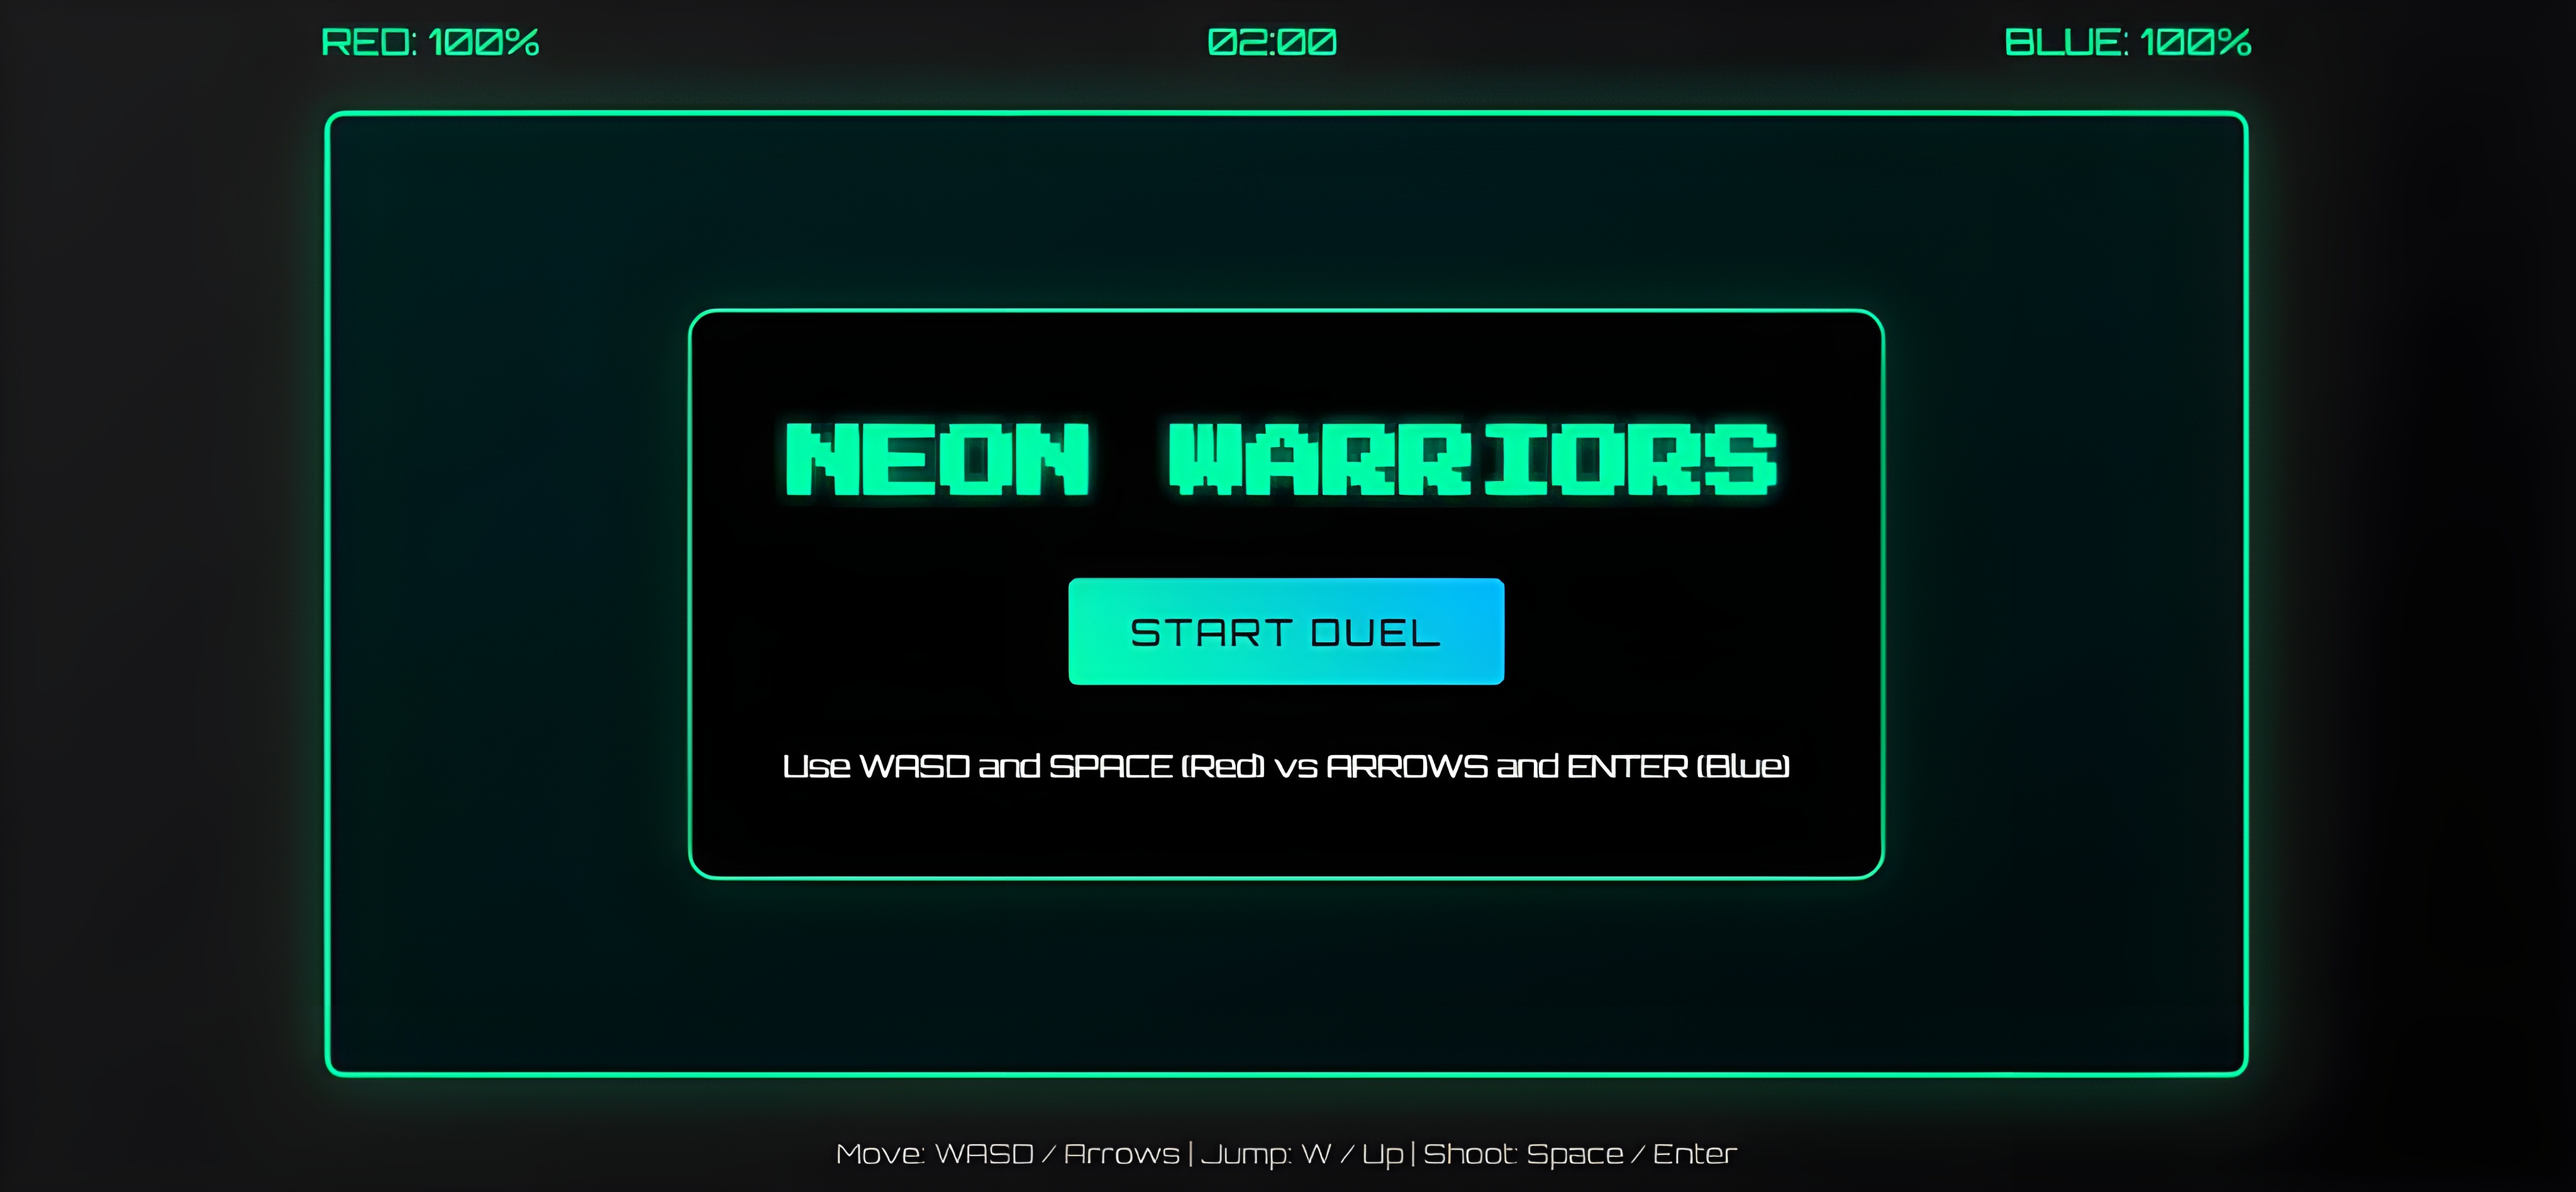 RED: 100% 02:00 BLUE: 100%
NEON WARRIORS
START DUEL
Use WASD and SPACE (Red) vs ARROWS and ENTER (Blue)
Move: WASD / Arrows | Jump: W / Up | Shoot: Space / Enter